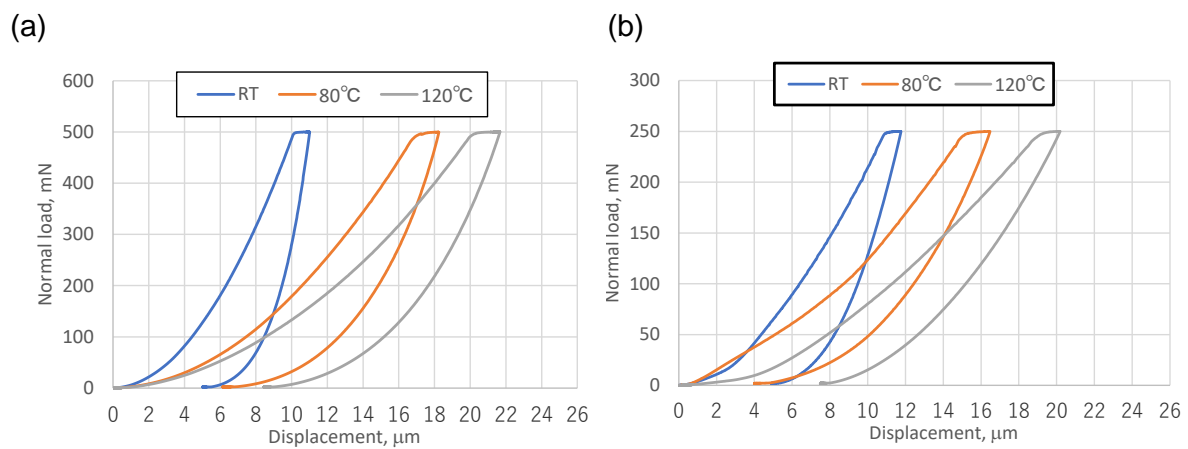 (a)
RT 80℃ 120℃
Normal load, mN
600
500
400
300
200
100
0
0 2 4 6 8 10 12 14 16 18 20 22 24 26
Displacement, μm
(b)
RT 80℃ 120℃
Normal load, mN
300
250
200
150
100
50
0
0 2 4 6 8 10 12 14 16 18 20 22 24 26
Displacement, μm